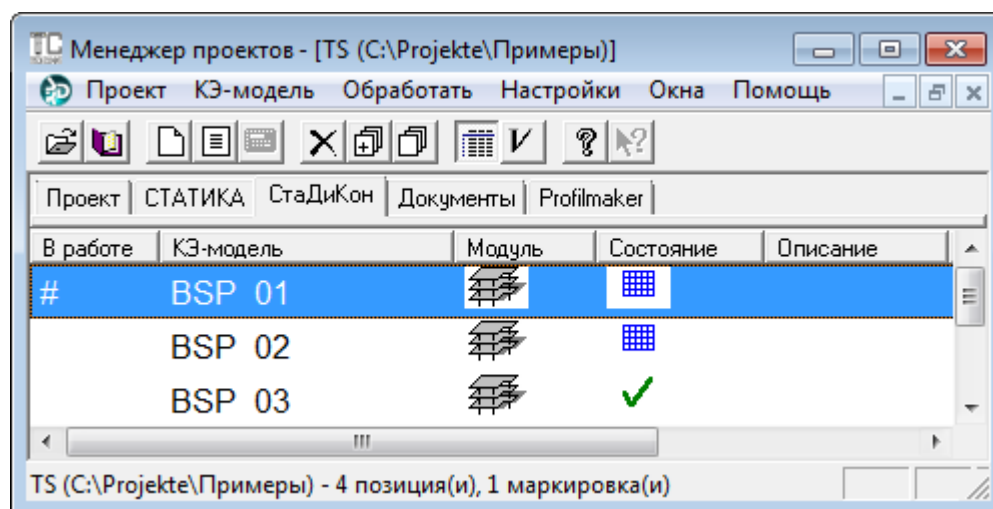 Менеджер проектов - [TS (C:\Projekte\Примеры)]
Проект КЭ-модель Обработать Настройки Окна Помощь
Проект СТАТИКА СтаДиКон Документы Profilmaker
В работе КЭ-модель Модуль Состояние Описание
# BSP 01
BSP 02
BSP 03
TS (C:\Projekte\Примеры) - 4 позиция(и), 1 маркировка(и)